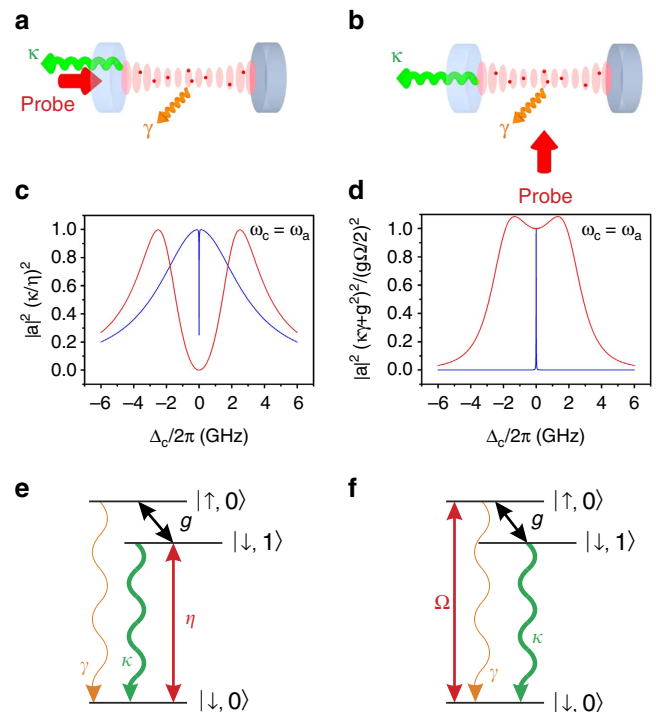 a
κ
Probe
γ
b
κ
γ
Probe
c
|a|² (κ/η)²
1.0
0.8
0.6
0.4
0.2
0.0
ω_c = ω_a
−6 −4 −2 0 2 4 6
Δ_c/2π (GHz)
d
|a|² (κγ+g²)²/(gΩ/2)²
1.0
0.8
0.6
0.4
0.2
0.0
ω_c = ω_a
−6 −4 −2 0 2 4 6
Δ_c/2π (GHz)
e
|↑, 0⟩
g
|↓, 1⟩
η
γ
κ
|↓, 0⟩
f
|↑, 0⟩
g
|↓, 1⟩
Ω
κ
γ
|↓, 0⟩